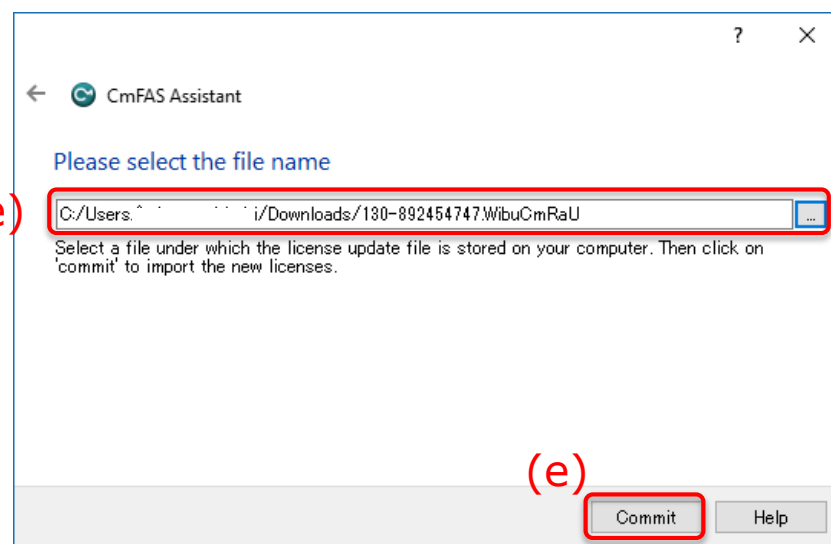 ?
CmFAS Assistant
Please select the file name
e)
C:/Users. i/Downloads/130-892454747.WibuCmRaU
...
Select a file under which the license update file is stored on your computer. Then click on
'commit' to import the new licenses.
(e)
Commit Help